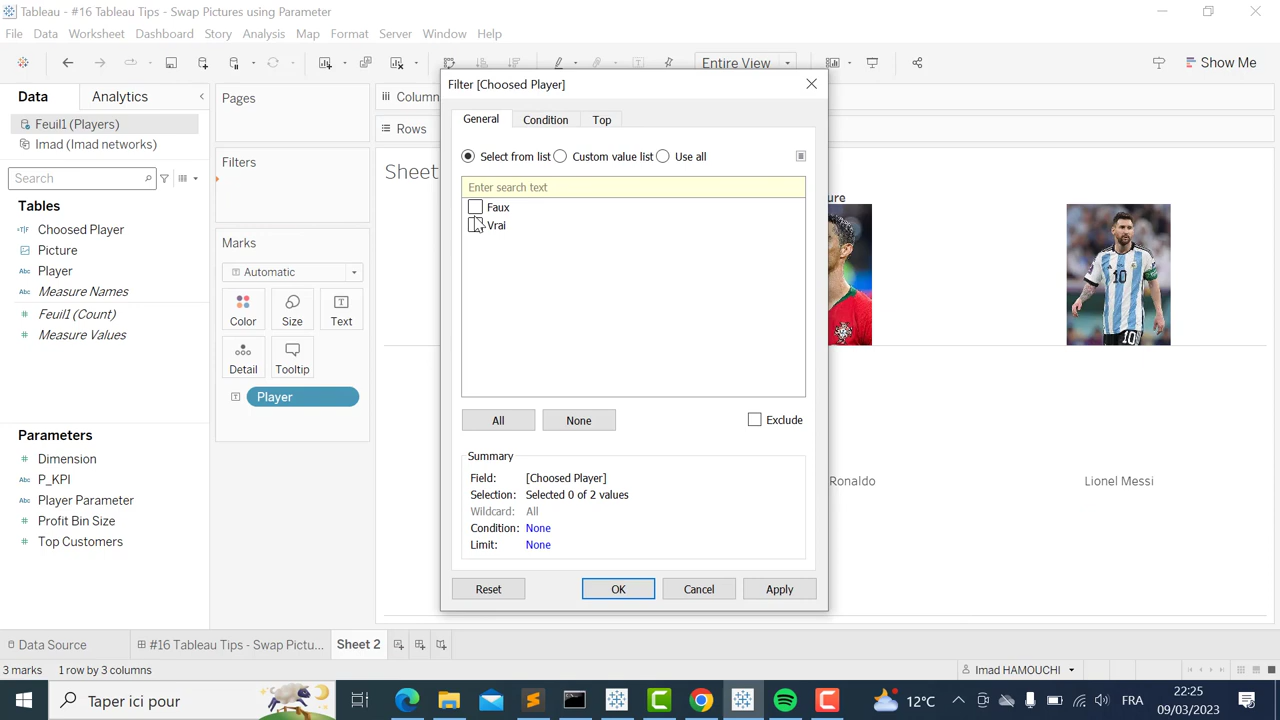 Tableau - #16 Tableau Tips - Swap Pictures using Parameter
File Data Worksheet Dashboard Story Analysis Map Format Server Window Help
Entire View
Show Me
Data
Analytics
Feuil1 (Players)
Imad (Imad networks)
Search
Tables
Choosed Player
Picture
Abc Player
Abc Measure Names
# Feuil1 (Count)
# Measure Values
Parameters
# Dimension
Abc P_KPI
Abc Player Parameter
# Profit Bin Size
# Top Customers
Pages
Filters
Marks
Automatic
Color
Size
Text
Detail
Tooltip
Player
Column
Rows
Sheet
Filter [Choosed Player]
General
Condition
Top
Select from list
Custom value list
Use all
Enter search text
Faux
Vrai
All
None
Exclude
Summary
Field: [Choosed Player]
Selection: Selected 0 of 2 values
Wildcard: All
Condition: None
Limit: None
Reset
OK
Cancel
Apply
ure
10
10
Ronaldo
Lionel Messi
Data Source
#16 Tableau Tips - Swap Pictu...
Sheet 2
3 marks
1 row by 3 columns
Imad HAMOUCHI
Taper ici pour
12°C
FRA
22:25
09/03/2023